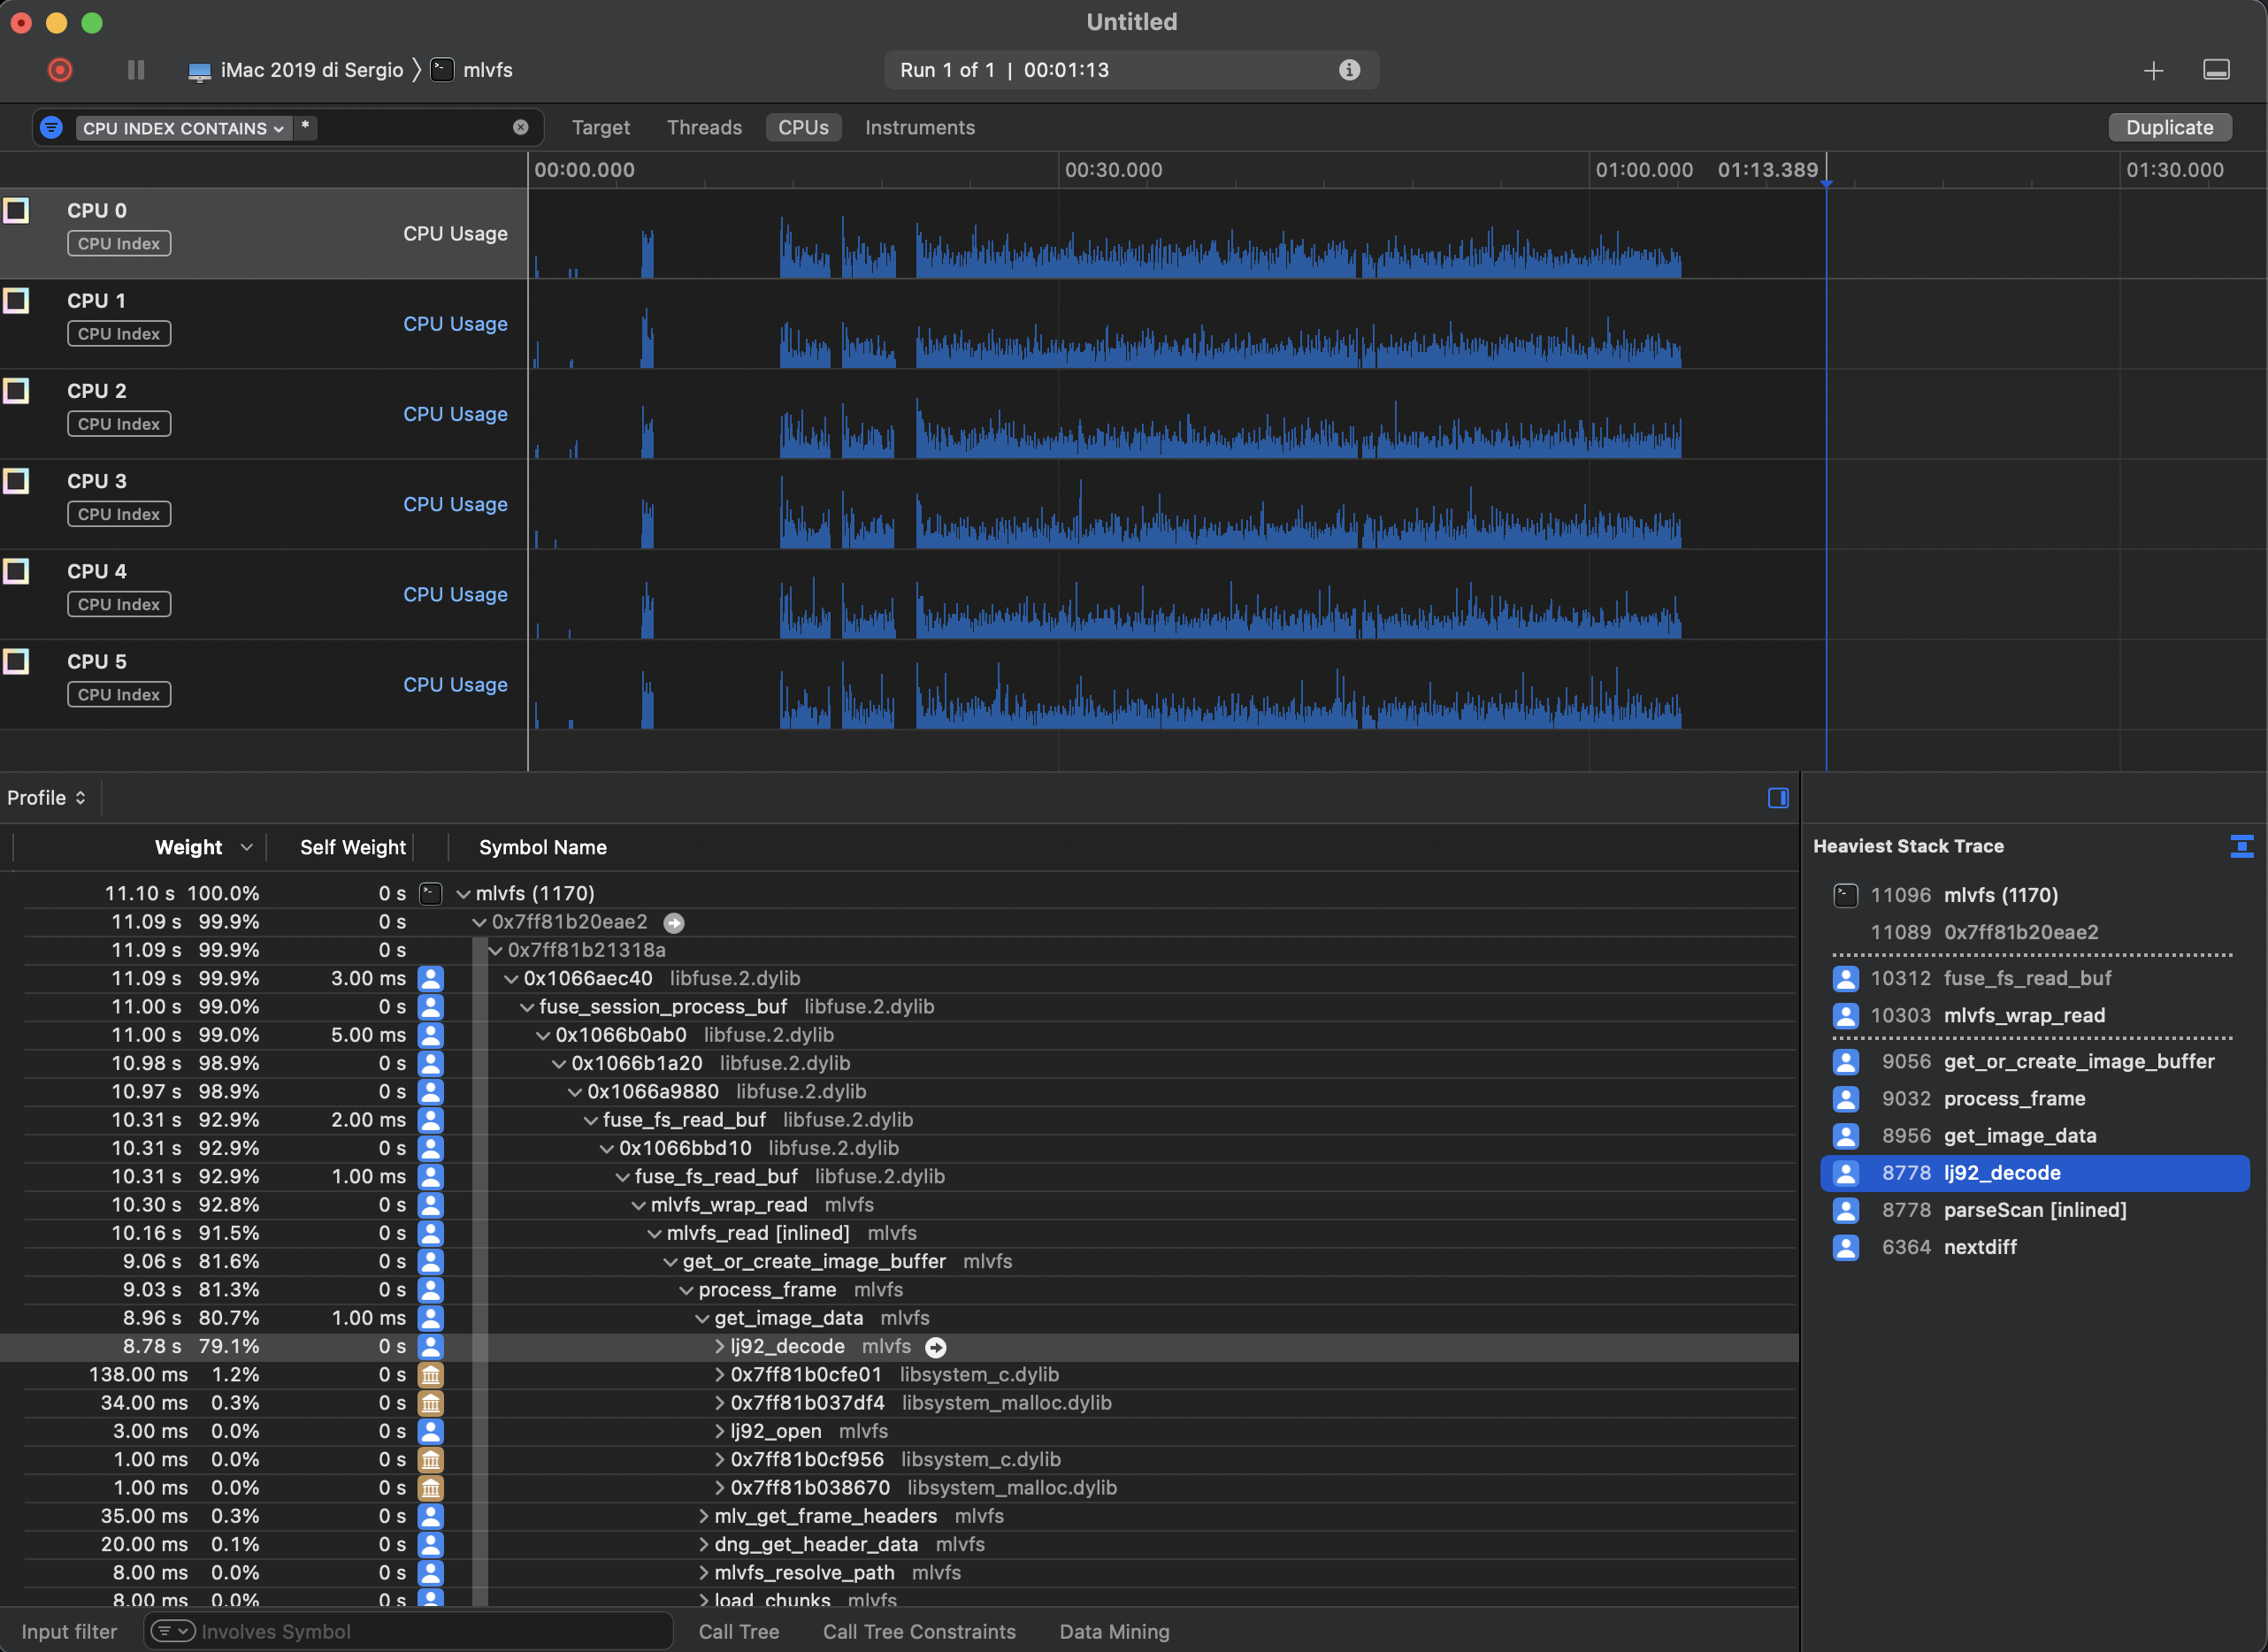 Untitled
iMac 2019 di Sergio 〉 mlvfs
Run 1 of 1 | 00:01:13
CPU INDEX CONTAINS *
Target Threads CPUs Instruments
Duplicate
00:00.000 00:30.000 01:00.000 01:13.389 01:30.000
CPU 0
CPU Index
CPU Usage
CPU 1
CPU Index
CPU Usage
CPU 2
CPU Index
CPU Usage
CPU 3
CPU Index
CPU Usage
CPU 4
CPU Index
CPU Usage
CPU 5
CPU Index
CPU Usage
Profile
Weight Self Weight Symbol Name
11.10 s 100.0% 0 s mlvfs (1170)
11.09 s 99.9% 0 s 0x7ff81b20eae2
11.09 s 99.9% 0 s 0x7ff81b21318a
11.09 s 99.9% 3.00 ms 0x1066aec40 libfuse.2.dylib
11.00 s 99.0% 0 s fuse_session_process_buf libfuse.2.dylib
11.00 s 99.0% 5.00 ms 0x1066b0ab0 libfuse.2.dylib
10.98 s 98.9% 0 s 0x1066b1a20 libfuse.2.dylib
10.97 s 98.9% 0 s 0x1066a9880 libfuse.2.dylib
10.31 s 92.9% 2.00 ms fuse_fs_read_buf libfuse.2.dylib
10.31 s 92.9% 0 s 0x1066bbd10 libfuse.2.dylib
10.31 s 92.9% 1.00 ms fuse_fs_read_buf libfuse.2.dylib
10.30 s 92.8% 0 s mlvfs_wrap_read mlvfs
10.16 s 91.5% 0 s mlvfs_read [inlined] mlvfs
9.06 s 81.6% 0 s get_or_create_image_buffer mlvfs
9.03 s 81.3% 0 s process_frame mlvfs
8.96 s 80.7% 1.00 ms get_image_data mlvfs
8.78 s 79.1% 0 s lj92_decode mlvfs
138.00 ms 1.2% 0 s 0x7ff81b0cfe01 libsystem_c.dylib
34.00 ms 0.3% 0 s 0x7ff81b037df4 libsystem_malloc.dylib
3.00 ms 0.0% 0 s lj92_open mlvfs
1.00 ms 0.0% 0 s 0x7ff81b0cf956 libsystem_c.dylib
1.00 ms 0.0% 0 s 0x7ff81b038670 libsystem_malloc.dylib
35.00 ms 0.3% 0 s mlv_get_frame_headers mlvfs
20.00 ms 0.1% 0 s dng_get_header_data mlvfs
8.00 ms 0.0% 0 s mlvfs_resolve_path mlvfs
8.00 ms 0.0% 0 s load_chunks mlvfs
Heaviest Stack Trace
11096 mlvfs (1170)
11089 0x7ff81b20eae2
10312 fuse_fs_read_buf
10303 mlvfs_wrap_read
9056 get_or_create_image_buffer
9032 process_frame
8956 get_image_data
8778 lj92_decode
8778 parseScan [inlined]
6364 nextdiff
Input filter Involves Symbol Call Tree Call Tree Constraints Data Mining